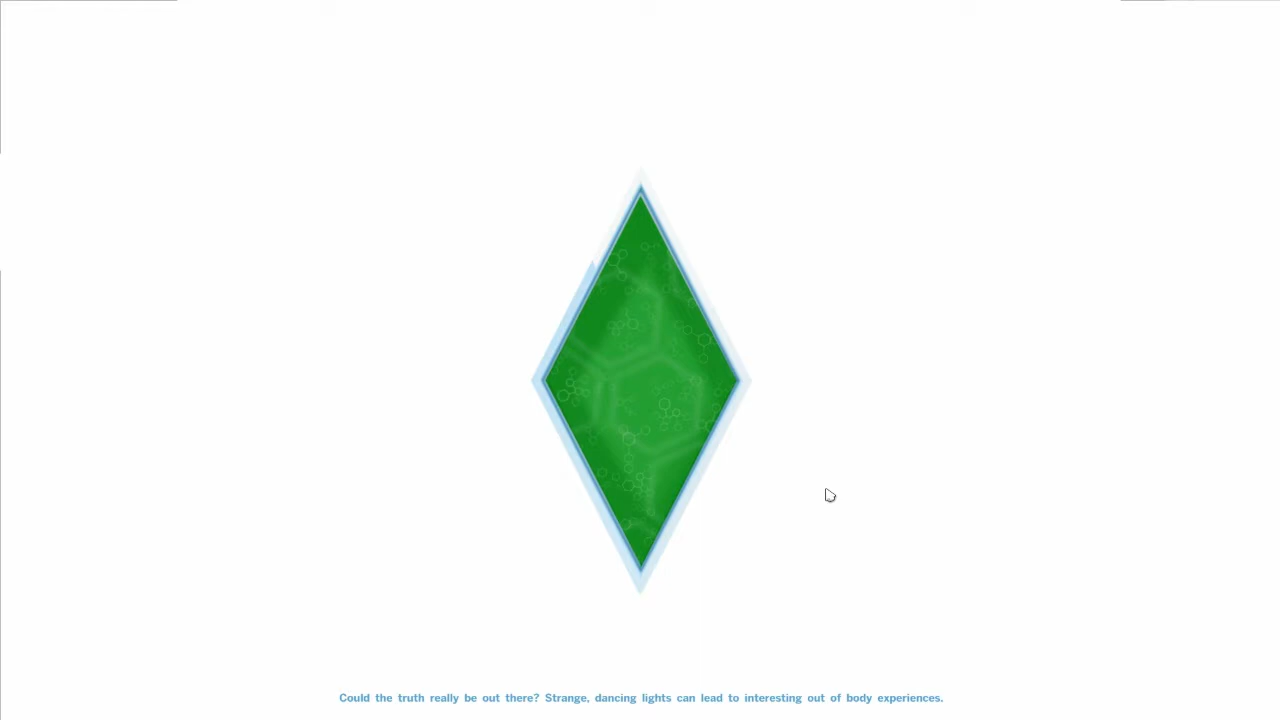 Could the truth really be out there? Strange, dancing lights can lead to interesting out of body experiences.